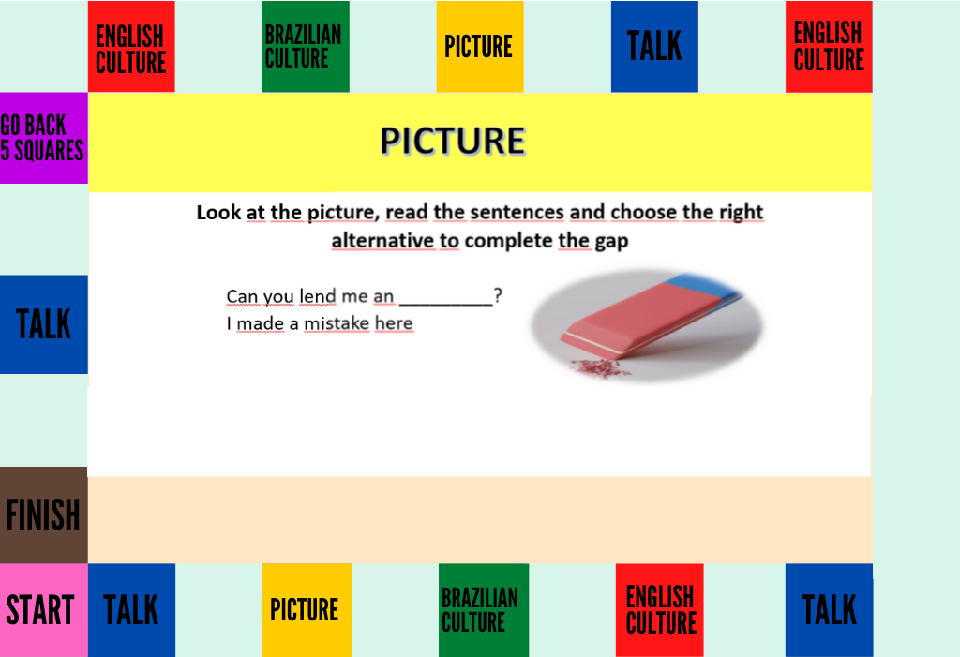 ENGLISH
CULTURE
BRAZILIAN
CULTURE
PICTURE
TALK
ENGLISH
CULTURE
GO BACK
5 SQUARES
PICTURE
Look at the picture, read the sentences and choose the right
alternative to complete the gap
Can you lend me an _________?
I made a mistake here
TALK
FINISH
START
TALK
PICTURE
BRAZILIAN
CULTURE
ENGLISH
CULTURE
TALK